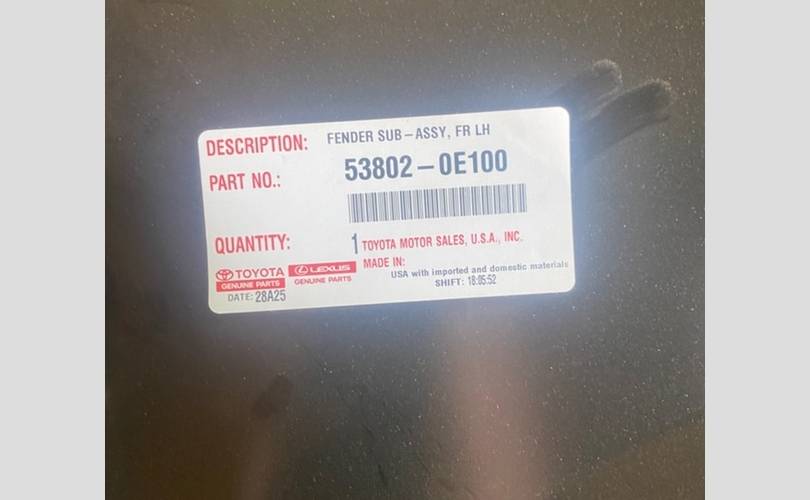 DESCRIPTION: FENDER SUB-ASSY, FR LH
PART NO.: 53802-0E100
QUANTITY: 1 TOYOTA MOTOR SALES, U.S.A., INC.
MADE IN:
USA with imported and domestic materials
TOYOTA LEXUS
GENUINE PARTS GENUINE PARTS
DATE: 28A25 SHIFT: 18:05:52